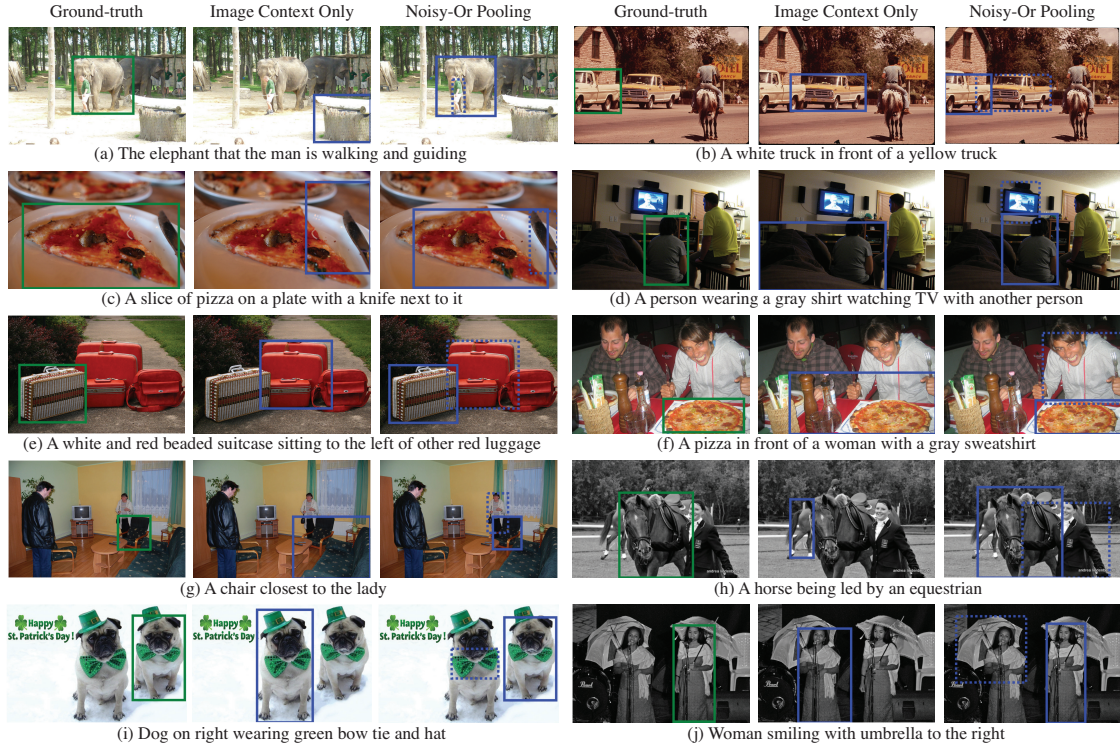 Ground-truth Image Context Only Noisy-Or Pooling
Ground-truth Image Context Only Noisy-Or Pooling
(a) The elephant that the man is walking and guiding
OTEL
(b) A white truck in front of a yellow truck
(c) A slice of pizza on a plate with a knife next to it
(d) A person wearing a gray shirt watching TV with another person
(e) A white and red beaded suitcase sitting to the left of other red luggage
(f) A pizza in front of a woman with a gray sweatshirt
(g) A chair closest to the lady
(h) A horse being led by an equestrian
Happy
St. Patrick's Day !
Happy
St. Patrick's Day !
Happy
St. Patrick's Day !
(i) Dog on right wearing green bow tie and hat
Pearl
(j) Woman smiling with umbrella to the right